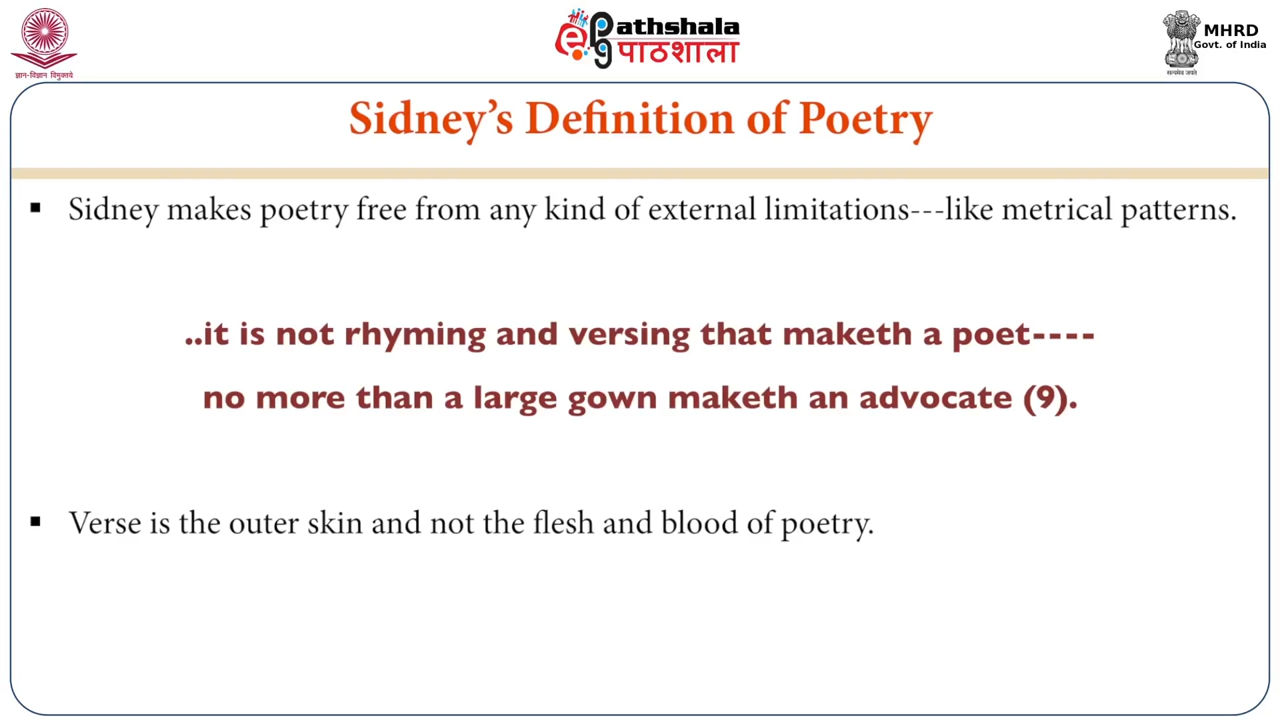 ज्ञान-विज्ञान विमुक्तये
ePG Pathshala
पाठशाला
MHRD
Govt. of India
सत्यमेव जयते
Sidney’s Definition of Poetry
▪ Sidney makes poetry free from any kind of external limitations---like metrical patterns.
..it is not rhyming and versing that maketh a poet----
no more than a large gown maketh an advocate (9).
▪ Verse is the outer skin and not the flesh and blood of poetry.